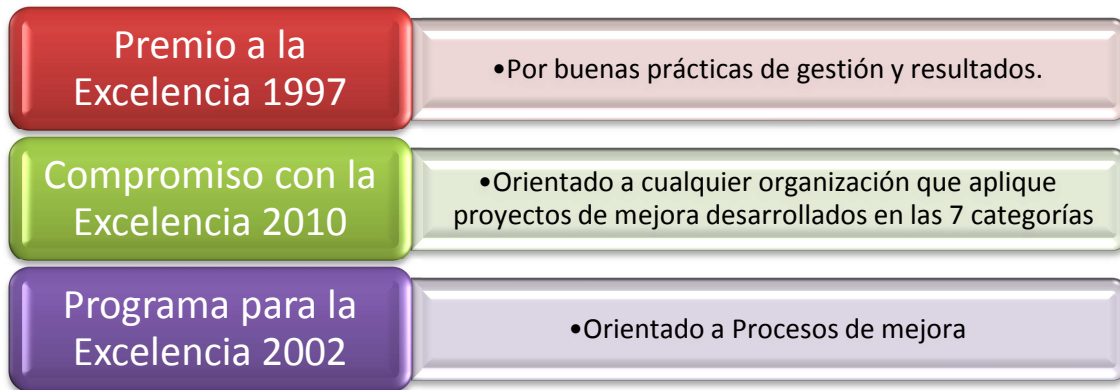 Premio a la
Excelencia 1997
•Por buenas prácticas de gestión y resultados.
Compromiso con la
Excelencia 2010
•Orientado a cualquier organización que aplique
proyectos de mejora desarrollados en las 7 categorías
Programa para la
Excelencia 2002
•Orientado a Procesos de mejora